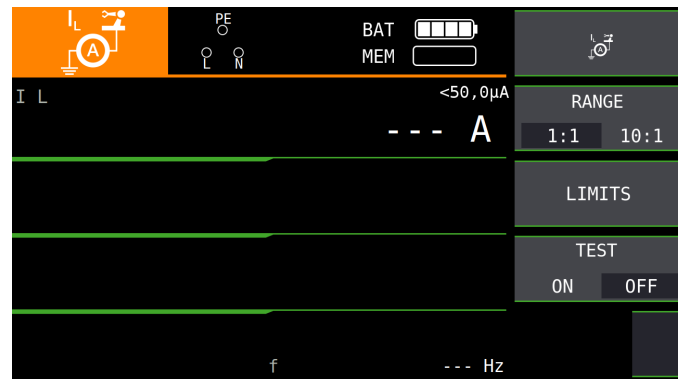 IL
A
PE
L N
BAT
MEM
A
I L
<50,0µA
--- A
RANGE
1:1 10:1
LIMITS
TEST
ON OFF
f --- Hz